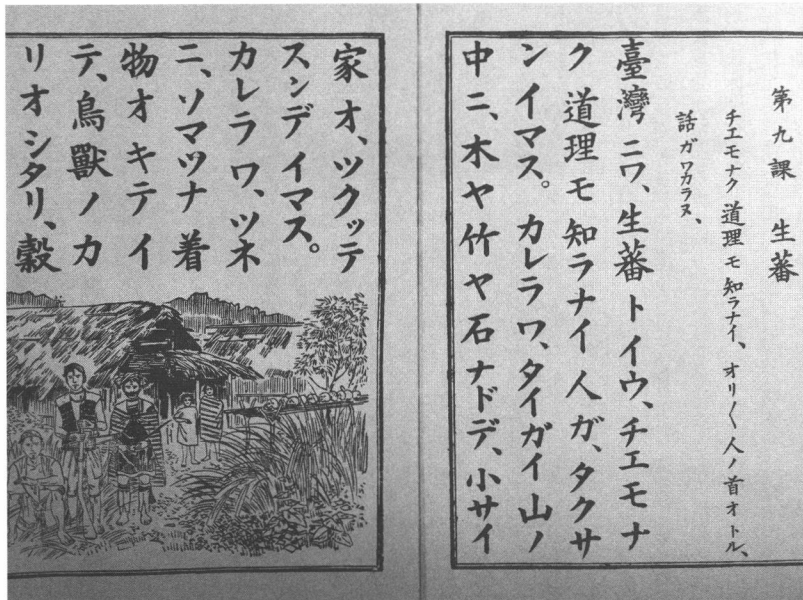 第九課　生蕃
チエモナク 道理モ 知ラナイ、オリ〳〵 人ノ首オトル、
話ガワカラヌ、
臺灣ニワ、生蕃トイウ、チエモナ
ク 道理モ 知ラナイ 人ガ、タクサ
ン イマス。カレラワ、タイガイ山ノ
中ニ、木ヤ竹ヤ石ナドデ、小サイ
家オ、ツクッテ
スンデイマス。
カレラワ、ツネ
ニ、ソマツナ 着
物オキテイ
テ、鳥獸ノカ
リオシタリ、穀